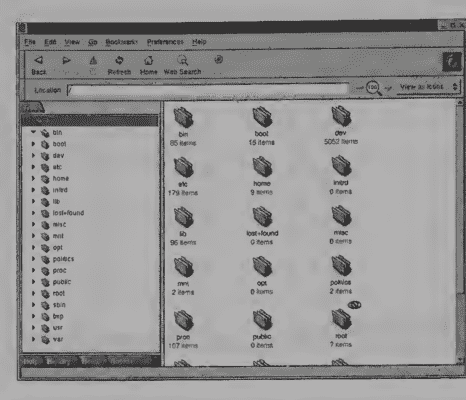 File Edit View Go Bookmarks Preferences Help
Back Refresh Home Web Search
Location /
100
View as Icons
bin
boot
dev
etc
home
initrd
lib
lost+found
misc
mnt
opt
politics
proc
public
root
sbin
tmp
usr
var
bin boot dev
85 items 15 items 5052 items
etc home initrd
179 items 9 items 0 items
lib lost+found misc
96 items 0 items 0 items
mnt opt politics
2 items 0 items 2 items
proc public root
107 items 0 items 7 items